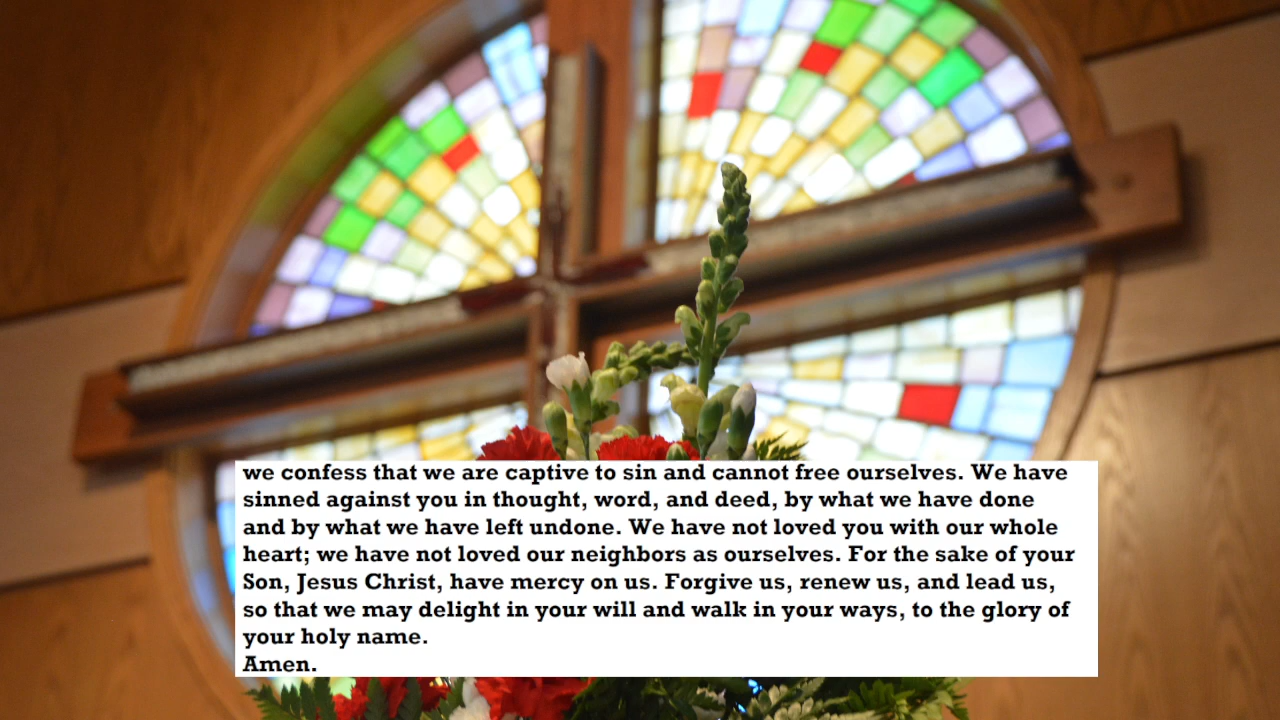 we confess that we are captive to sin and cannot free ourselves. We have
sinned against you in thought, word, and deed, by what we have done
and by what we have left undone. We have not loved you with our whole
heart; we have not loved our neighbors as ourselves. For the sake of your
Son, Jesus Christ, have mercy on us. Forgive us, renew us, and lead us,
so that we may delight in your will and walk in your ways, to the glory of
your holy name.
Amen.